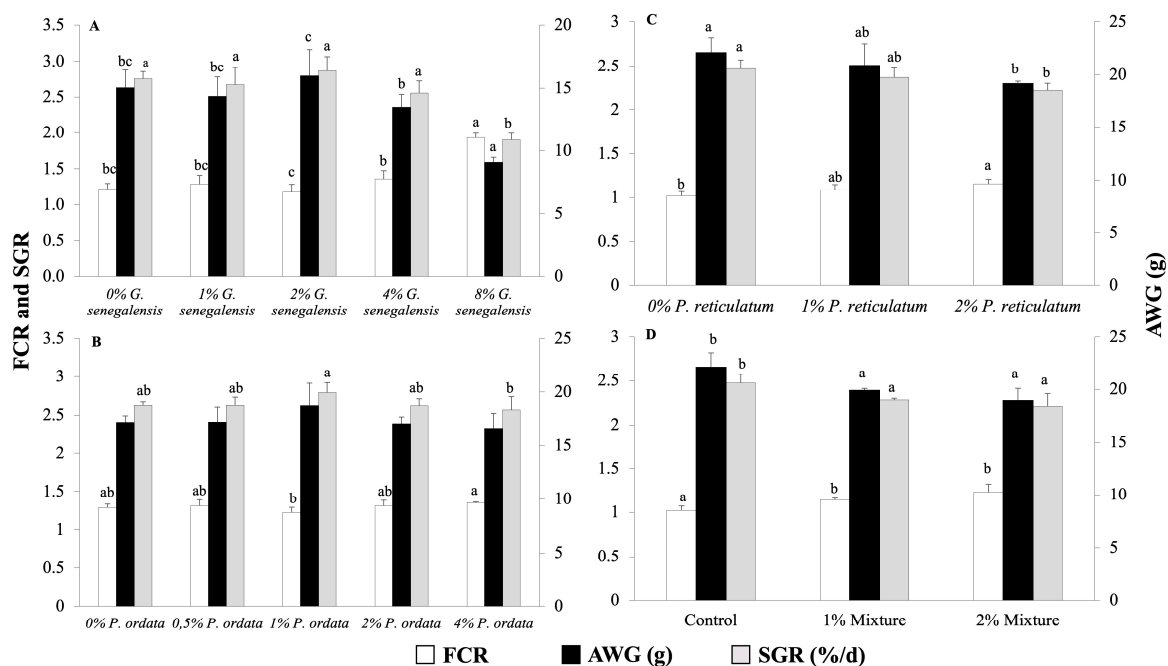 A
3.5
3.0
2.5
2.0
1.5
1.0
0.5
0.0
20
15
10
5
0
bc bc a
bc bc a
c c a
b b a
a a b
0% G. senegalensis
1% G. senegalensis
2% G. senegalensis
4% G. senegalensis
8% G. senegalensis
FCR and SGR
B
3.5
3
2.5
2
1.5
1
0.5
0
25
20
15
10
5
0
ab ab
ab ab
b a
ab ab
a b
0% P. ordata
0,5% P. ordata
1% P. ordata
2% P. ordata
4% P. ordata
C
3
2.5
2
1.5
1
0.5
0
25
20
15
10
5
0
b a a
ab ab ab
a b b
0% P. reticulatum
1% P. reticulatum
2% P. reticulatum
AWG (g)
D
3
2.5
2
1.5
1
0.5
0
25
20
15
10
5
0
a b b
b a a
b a a
Control
1% Mixture
2% Mixture
FCR
AWG (g)
SGR (%/d)